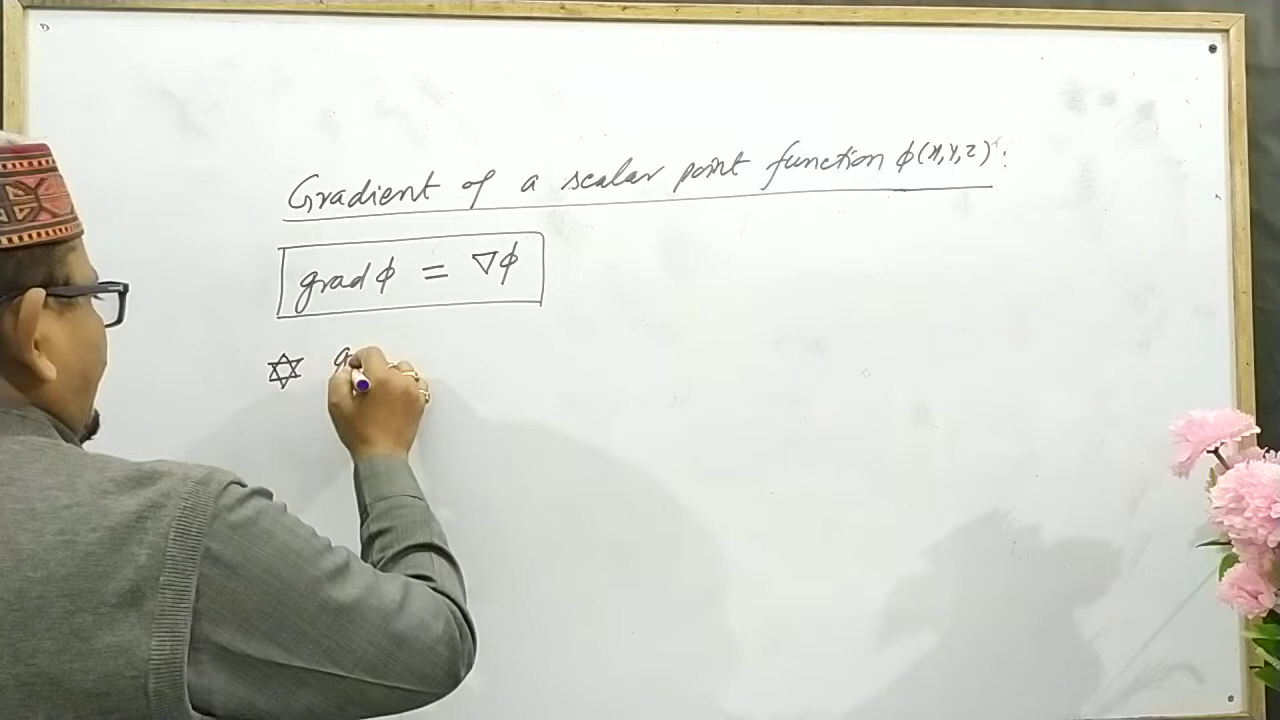 Gradient of a scalar point function ϕ(x,y,z):
grad ϕ = ∇ϕ